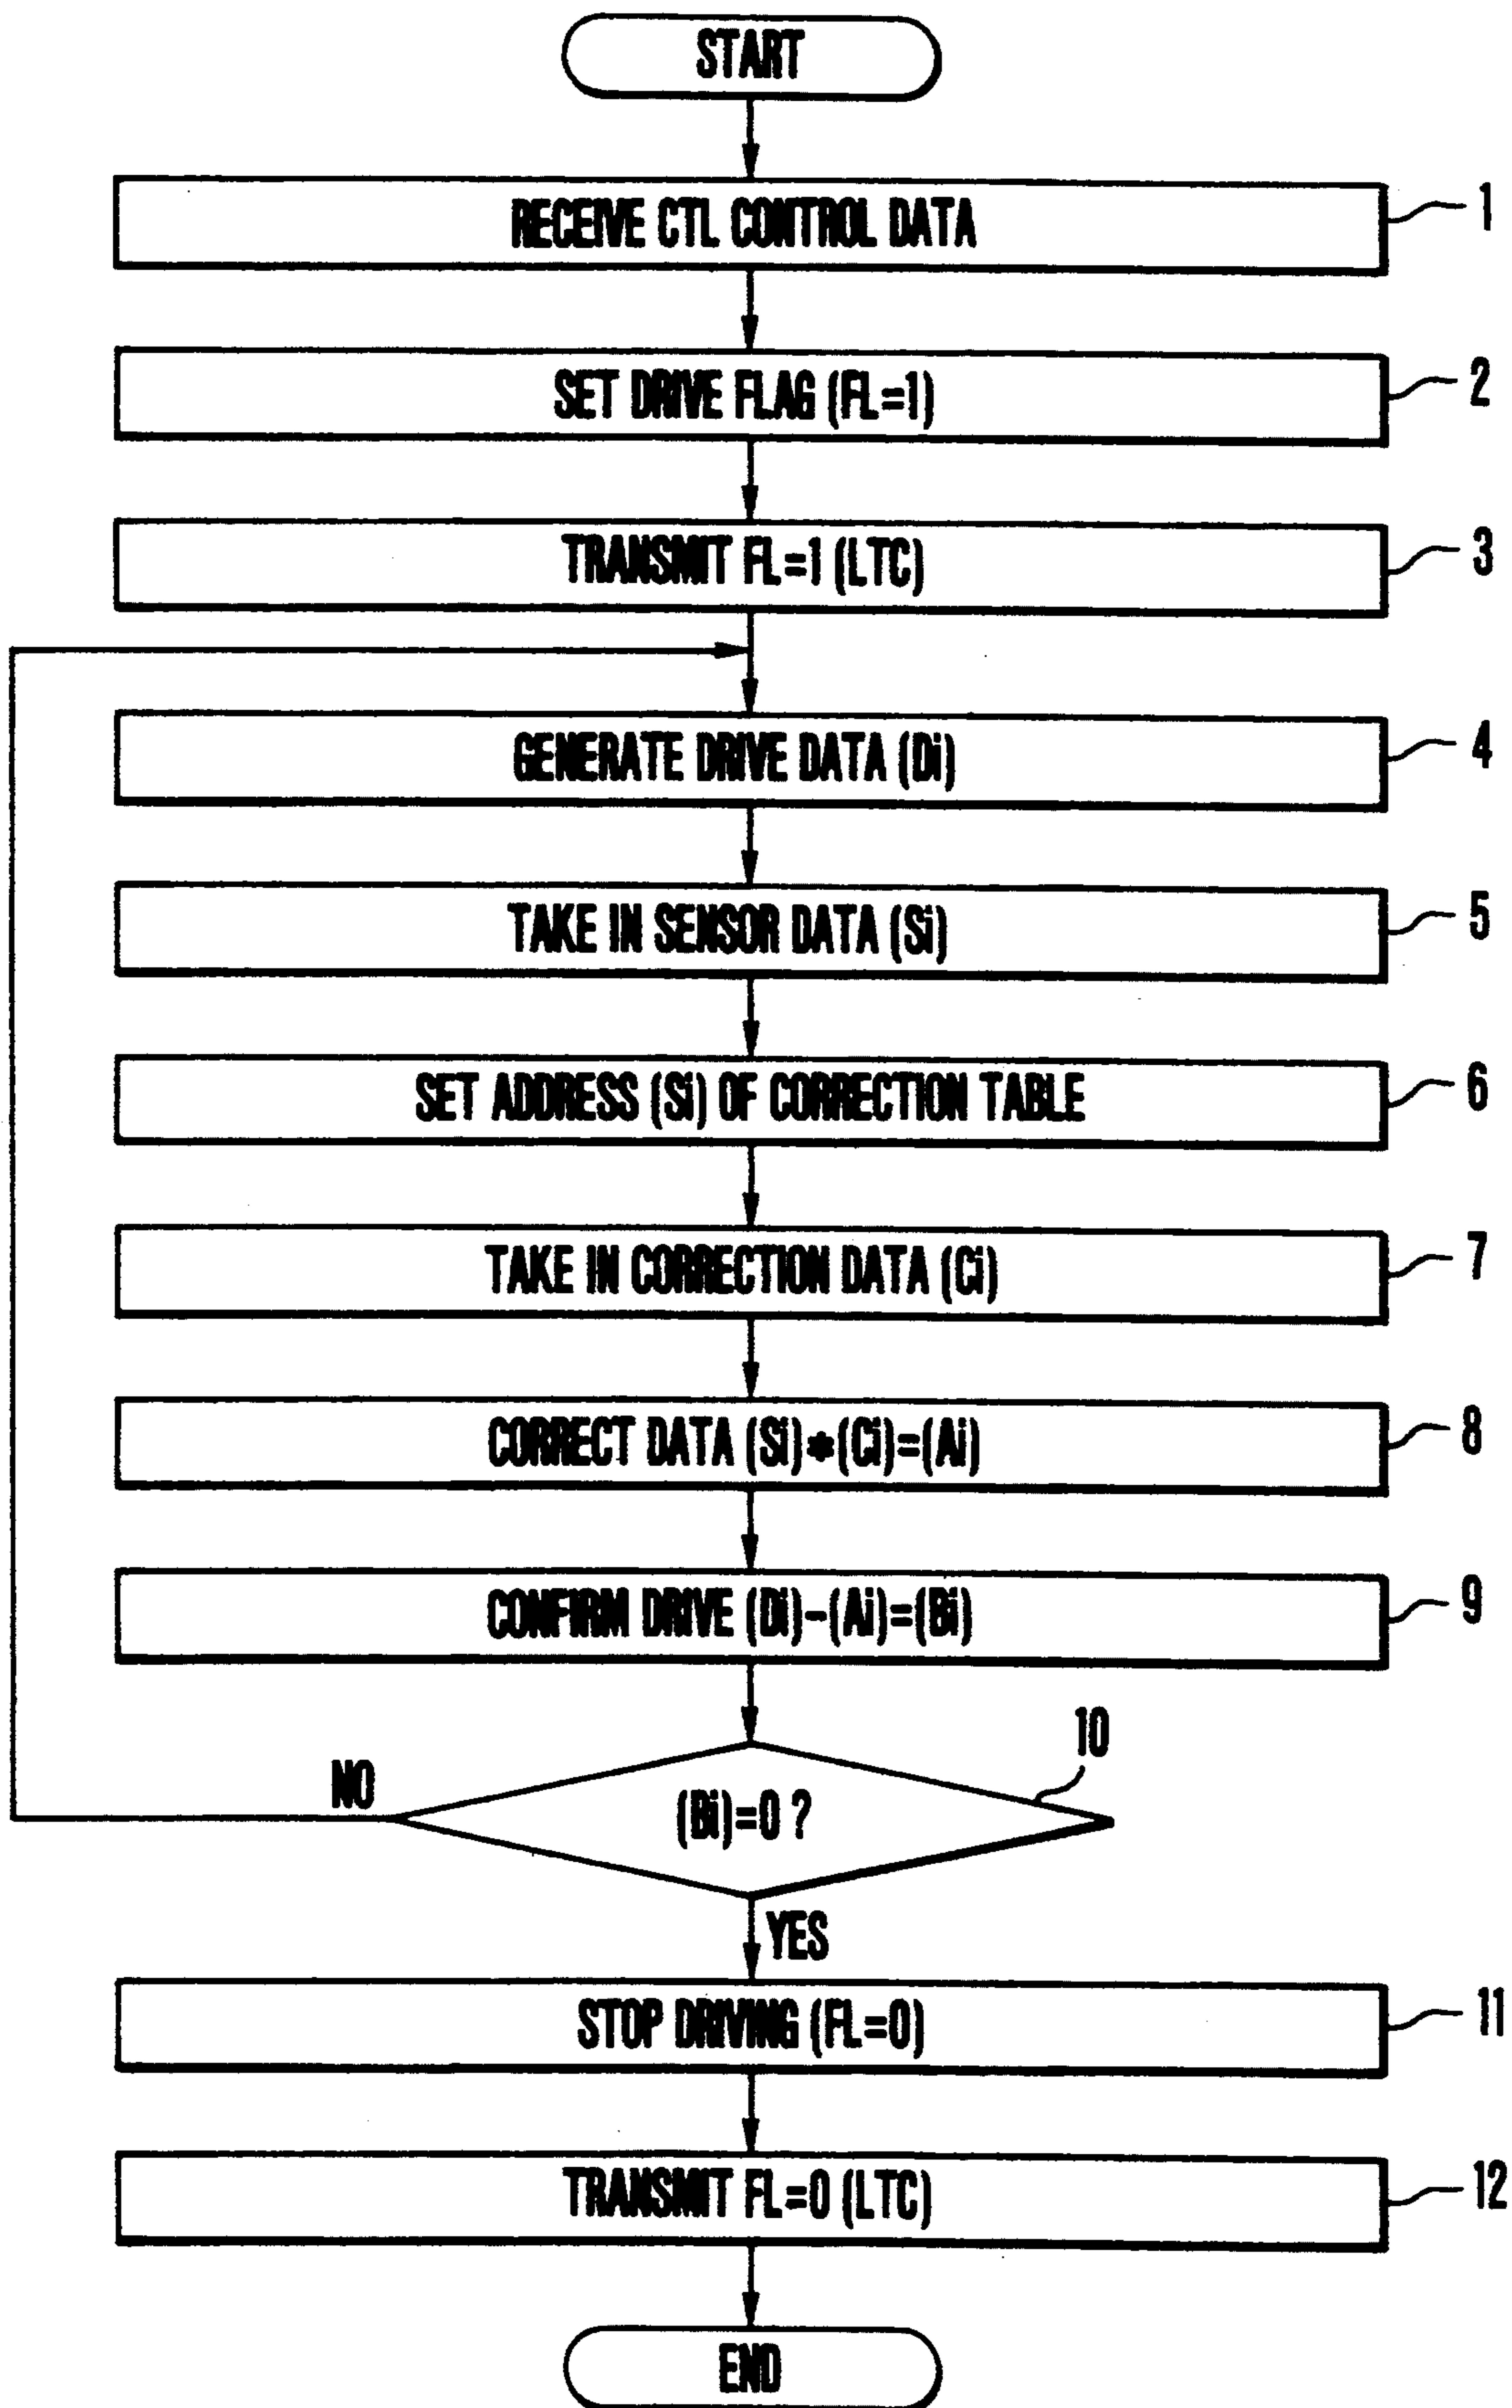 START
RECEIVE CTL CONTROL DATA
1
SET DRIVE FLAG (FL=1)
2
TRANSMIT FL=1 (LTC)
3
GENERATE DRIVE DATA (Di)
4
TAKE IN SENSOR DATA (Si)
5
SET ADDRESS (Si) OF CORRECTION TABLE
6
TAKE IN CORRECTION DATA (Ci)
7
CORRECT DATA (Si)*(Ci)=(Ai)
8
CONFIRM DRIVE (Di)-(Ai)=(Bi)
9
10
NO
(Bi)=0 ?
YES
STOP DRIVING (FL=0)
11
TRANSMIT FL=0 (LTC)
12
END